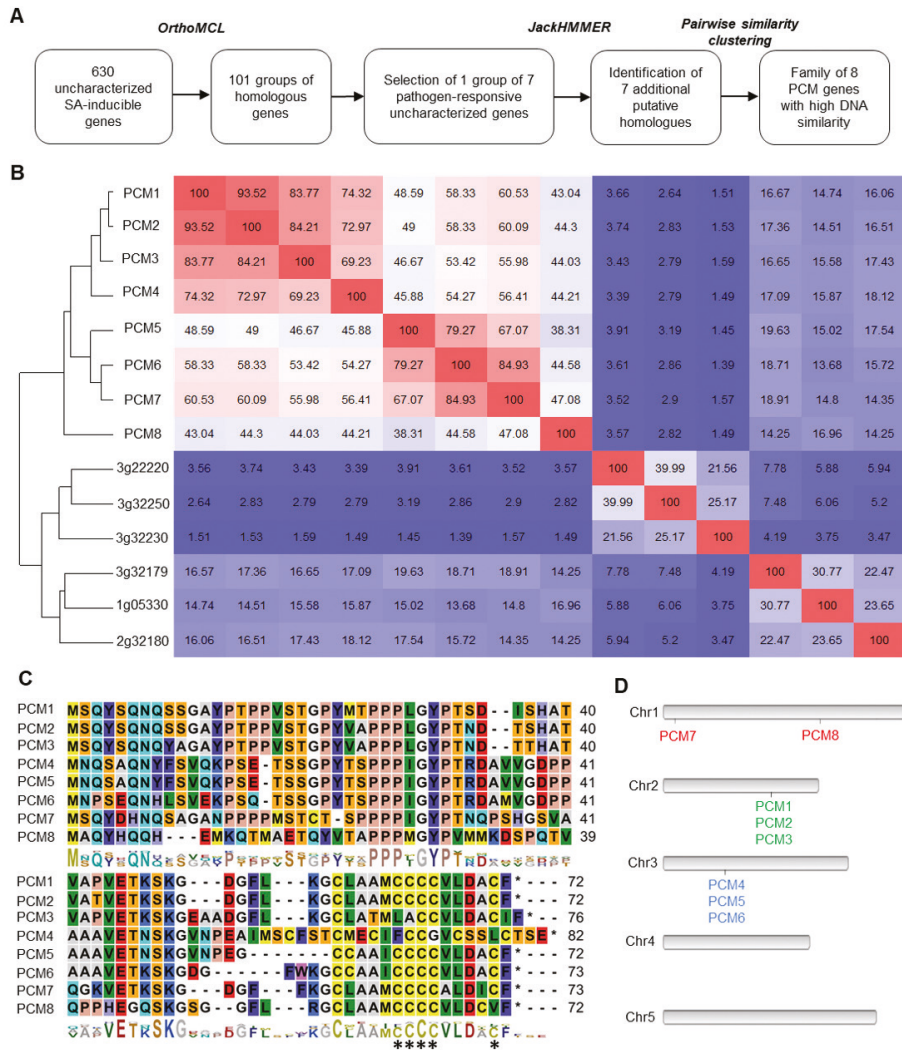 A
OrthoMCL
JackHMMER
Pairwise similarity
clustering
630
uncharacterized
SA-inducible
genes
101 groups of
homologous
genes
Selection of 1 group of 7
pathogen-responsive
uncharacterized genes
Identification of
7 additional
putative
homologues
Family of 8
PCM genes
with high DNA
similarity
B
PCM1 100 93.52 83.77 74.32 48.59 58.33 60.53 43.04 3.66 2.64 1.51 16.67 14.74 16.06
PCM2 93.52 100 84.21 72.97 49 58.33 60.09 44.3 3.74 2.83 1.53 17.36 14.51 16.51
PCM3 83.77 84.21 100 69.23 46.67 53.42 55.98 44.03 3.43 2.79 1.59 16.65 15.58 17.43
PCM4 74.32 72.97 69.23 100 45.88 54.27 56.41 44.21 3.39 2.79 1.49 17.09 15.87 18.12
PCM5 48.59 49 46.67 45.88 100 79.27 67.07 38.31 3.91 3.19 1.45 19.63 15.02 17.54
PCM6 58.33 58.33 53.42 54.27 79.27 100 84.93 44.58 3.61 2.86 1.39 18.71 13.68 15.72
PCM7 60.53 60.09 55.98 56.41 67.07 84.93 100 47.08 3.52 2.9 1.57 18.91 14.8 14.35
PCM8 43.04 44.3 44.03 44.21 38.31 44.58 47.08 100 3.57 2.82 1.49 14.25 16.96 14.25
3g22220 3.56 3.74 3.43 3.39 3.91 3.61 3.52 3.57 100 39.99 21.56 7.78 5.88 5.94
3g32250 2.64 2.83 2.79 2.79 3.19 2.86 2.9 2.82 39.99 100 25.17 7.48 6.06 5.2
3g32230 1.51 1.53 1.59 1.49 1.45 1.39 1.57 1.49 21.56 25.17 100 4.19 3.75 3.47
3g32179 16.57 17.36 16.65 17.09 19.63 18.71 18.91 14.25 7.78 7.48 4.19 100 30.77 22.47
1g05330 14.74 14.51 15.58 15.87 15.02 13.68 14.8 16.96 5.88 6.06 3.75 30.77 100 23.65
2g32180 16.06 16.51 17.43 18.12 17.54 15.72 14.35 14.25 5.94 5.2 3.47 22.47 23.65 100
C
PCM1 MSQYSQNQSSGAYPTPPVSTGPYMTPPPLGYPTSD--ISHAT 40
PCM2 MSQYSQNQSSGAYPTPPVSTGPYVAPPPLGYPTND--TSHAT 40
PCM3 MSQYSQNQYAGAYPTPPVSTGPYVAPPPLGYPTND--TTHAT 40
PCM4 MNQSAQNYFSVQKPSE-TSSGPYTSPPPIGYPTRDAVVGDPP 41
PCM5 MNQSAQNYFSVQKPSE-TSSGPYTSPPPIGYPTRDAVVGDPP 41
PCM6 MNPSEQNHLSVEKPSQ-TSSGPYTSPPPIGYPTRDAMVGDPP 41
PCM7 MSQYDHNQSAGANPPPPMSTCT-SPPPPIGYPTNQPSHGSVA 41
PCM8 MAQYHQQH---EMKQTMAETQYVTAPPPMGYPVMMKDSPQTV 39
PCM1 VAPVETKSKG---DGFL--KGCLAAMCCCCVLDACF*---- 72
PCM2 VATVETKSKG---DGFL--KGCLAAMCCCCVLDACF*---- 72
PCM3 VAPVETKSKGEAADGFL--KGCLATMLACCVLDACIF*--- 76
PCM4 AAAVETKSKGVNPEAIMSCFSTCMECIFCCGVCSSLCTSE* 82
PCM5 AAAVETNSKGVNPEG----CCAAICCCCVLDACF*---- 72
PCM6 AAAVETKSKGDG---FWKGCCAAICCCCVLDACF*---- 73
PCM7 QGKVETKSKG---DGF--FKGCLAAMCCCCALDICF*---- 73
PCM8 QPPHEGQSKGSG--GFL--RGCLAAMCCCCVLDCVF*---- 72
**** *
D
Chr1
PCM7 PCM8
Chr2
PCM1
PCM2
PCM3
Chr3
PCM4
PCM5
PCM6
Chr4
Chr5